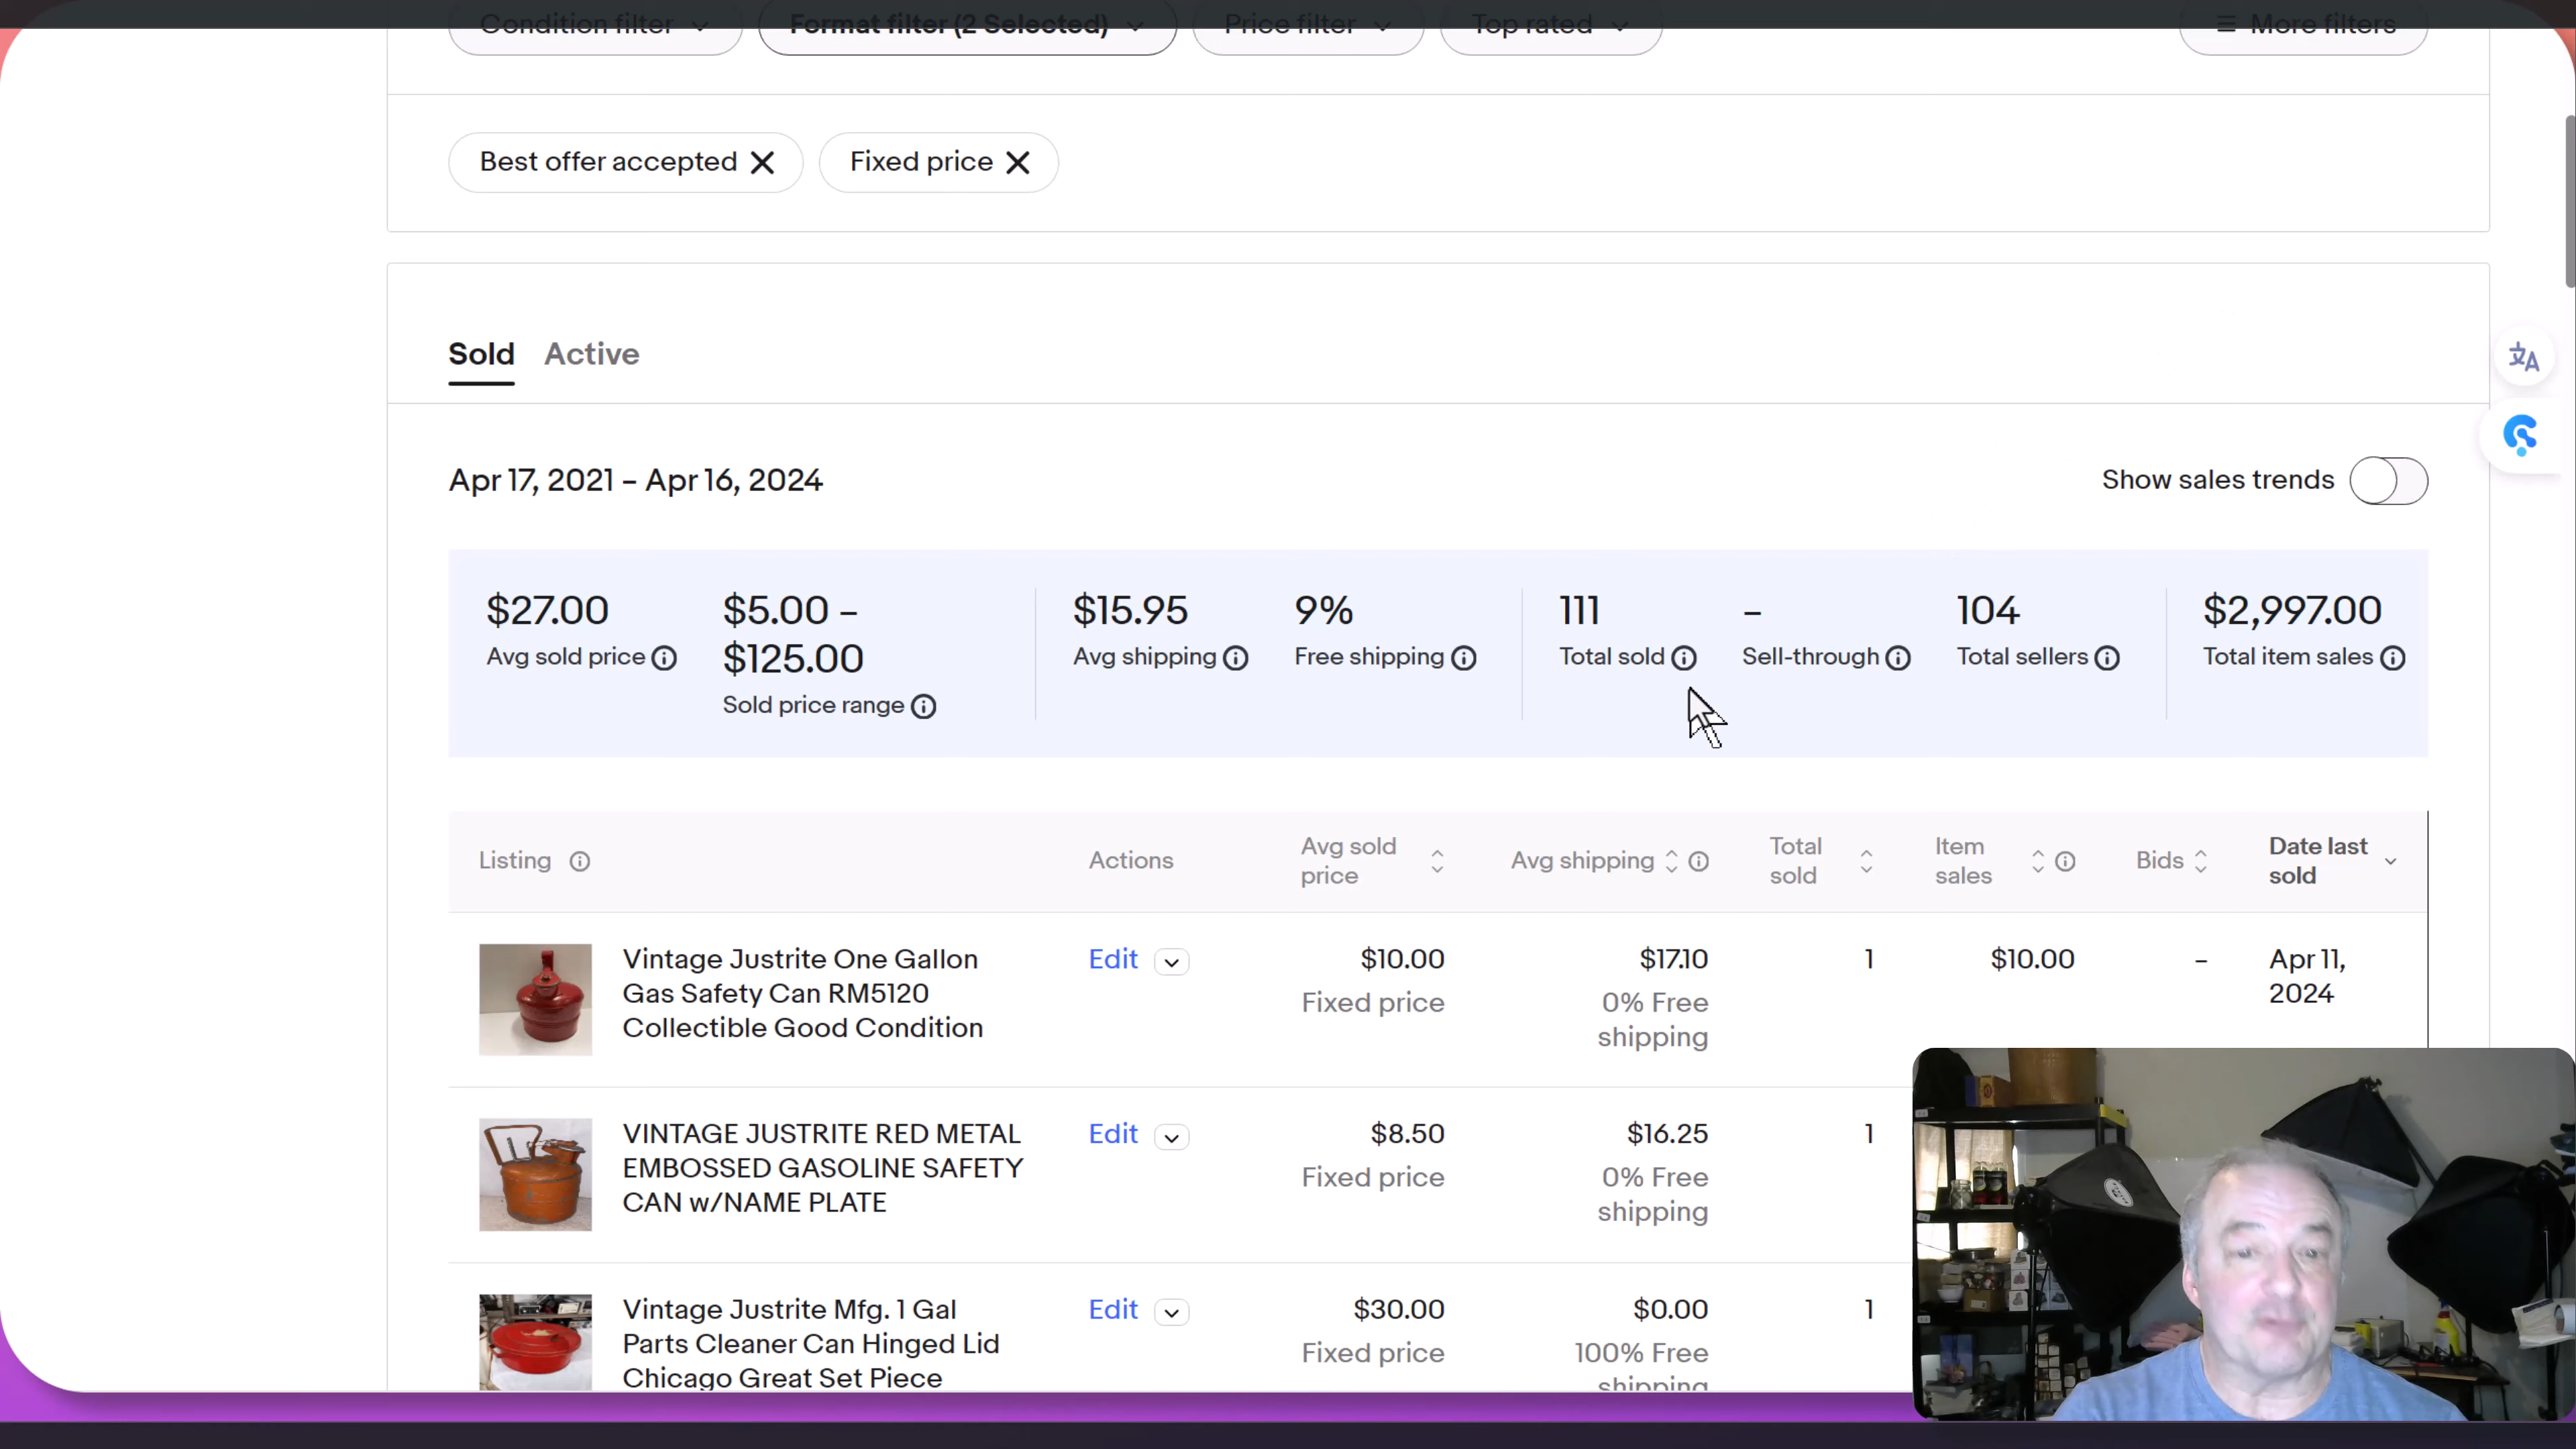 Condition filter
Format filter (2 Selected)
Price filter
Top rated
More filters
Best offer accepted
Fixed price
Sold
Active
Apr 17, 2021 – Apr 16, 2024
Show sales trends
$27.00
Avg sold price
$5.00 –
$125.00
Sold price range
$15.95
Avg shipping
9%
Free shipping
111
Total sold
–
Sell-through
104
Total sellers
$2,997.00
Total item sales
Listing
Actions
Avg sold
price
Avg shipping
Total
sold
Item
sales
Bids
Date last
sold
Vintage Justrite One Gallon
Gas Safety Can RM5120
Collectible Good Condition
Edit
$10.00
Fixed price
$17.10
0% Free
shipping
1
$10.00
–
Apr 11,
2024
VINTAGE JUSTRITE RED METAL
EMBOSSED GASOLINE SAFETY
CAN w/NAME PLATE
Edit
$8.50
Fixed price
$16.25
0% Free
shipping
1
Vintage Justrite Mfg. 1 Gal
Parts Cleaner Can Hinged Lid
Chicago Great Set Piece
Edit
$30.00
Fixed price
$0.00
100% Free
shipping
1